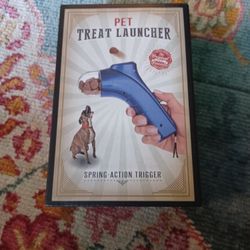 PET
TREAT LAUNCHER
SPRING-ACTION TRIGGER